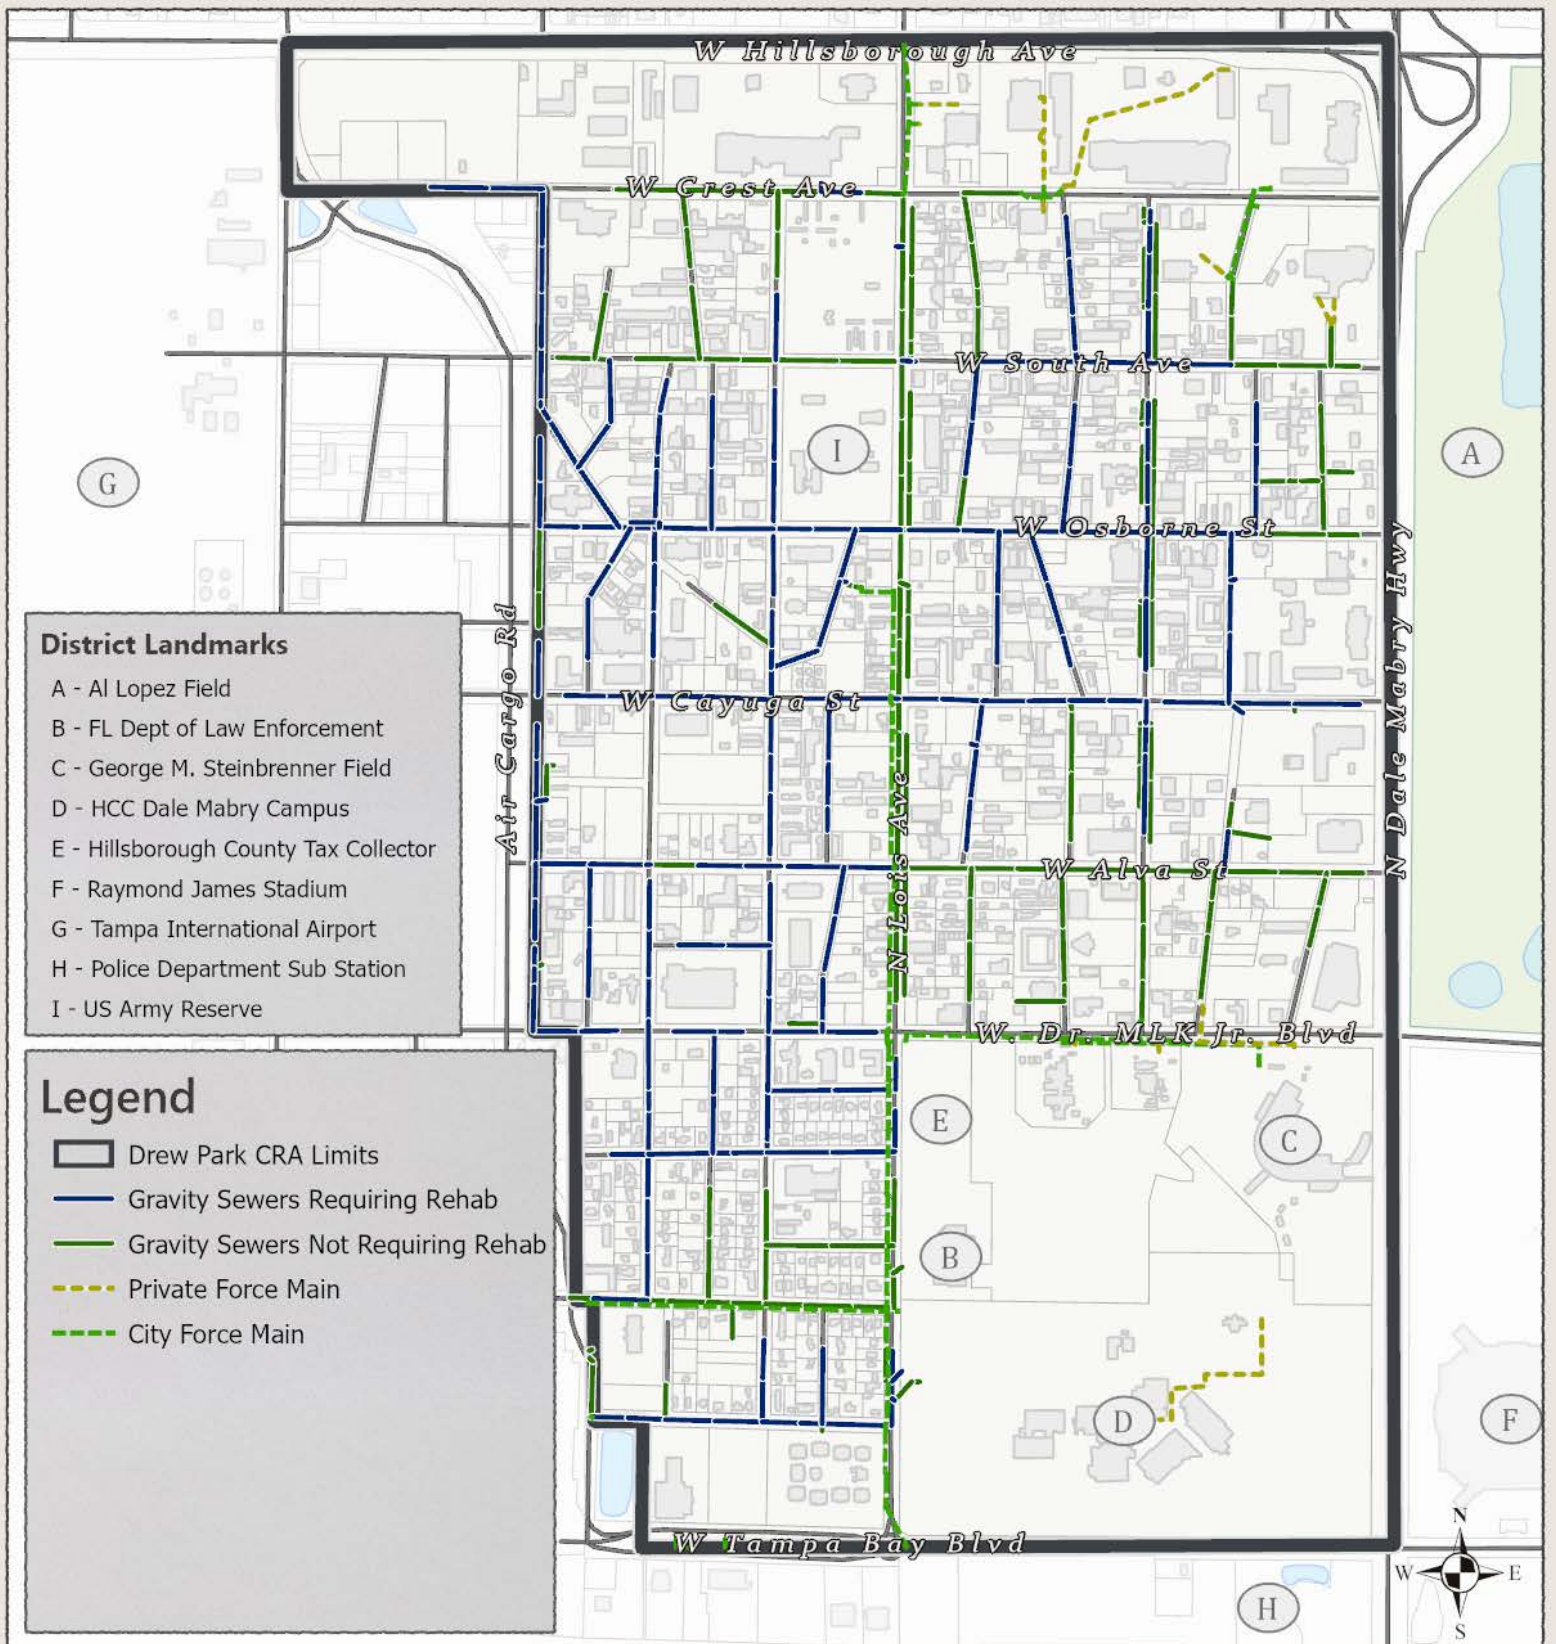 W Hillsborough Ave
W Crest Ave
W South Ave
I
A
G
W Osborne St
N Dale Mabry Hwy
Air Cargo Rd
District Landmarks
A - Al Lopez Field
B - FL Dept of Law Enforcement
C - George M. Steinbrenner Field
D - HCC Dale Mabry Campus
E - Hillsborough County Tax Collector
F - Raymond James Stadium
G - Tampa International Airport
H - Police Department Sub Station
I - US Army Reserve
W Cayuga St
N Lois Ave
W Alva St
W. Dr. MLK Jr. Blvd
E
C
B
D
F
Legend
Drew Park CRA Limits
Gravity Sewers Requiring Rehab
Gravity Sewers Not Requiring Rehab
Private Force Main
City Force Main
W Tampa Bay Blvd
H
N
W E
S